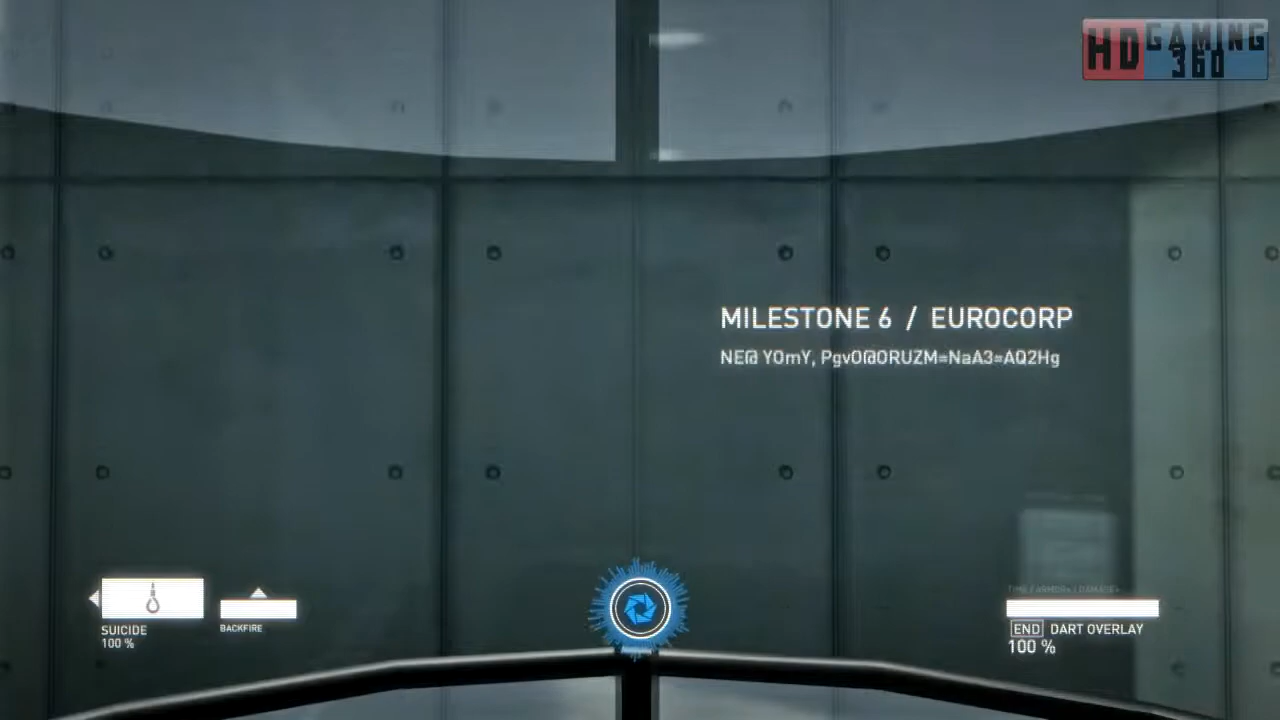 HD GAMING
360
MILESTONE 6 / EUROCORP
NE@ YOmY, PgvO@ORUZM=NaA3=AQ2Hg
SUICIDE
100 %
BACKFIRE
END DART OVERLAY
100 %